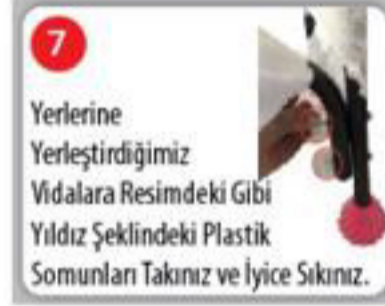 7
Yerlerine
Yerleştirdiğimiz
Vidalara Resimdeki Gibi
Yıldız Şeklindeki Plastik
Somunları Takınız ve İyice Sıkınız.